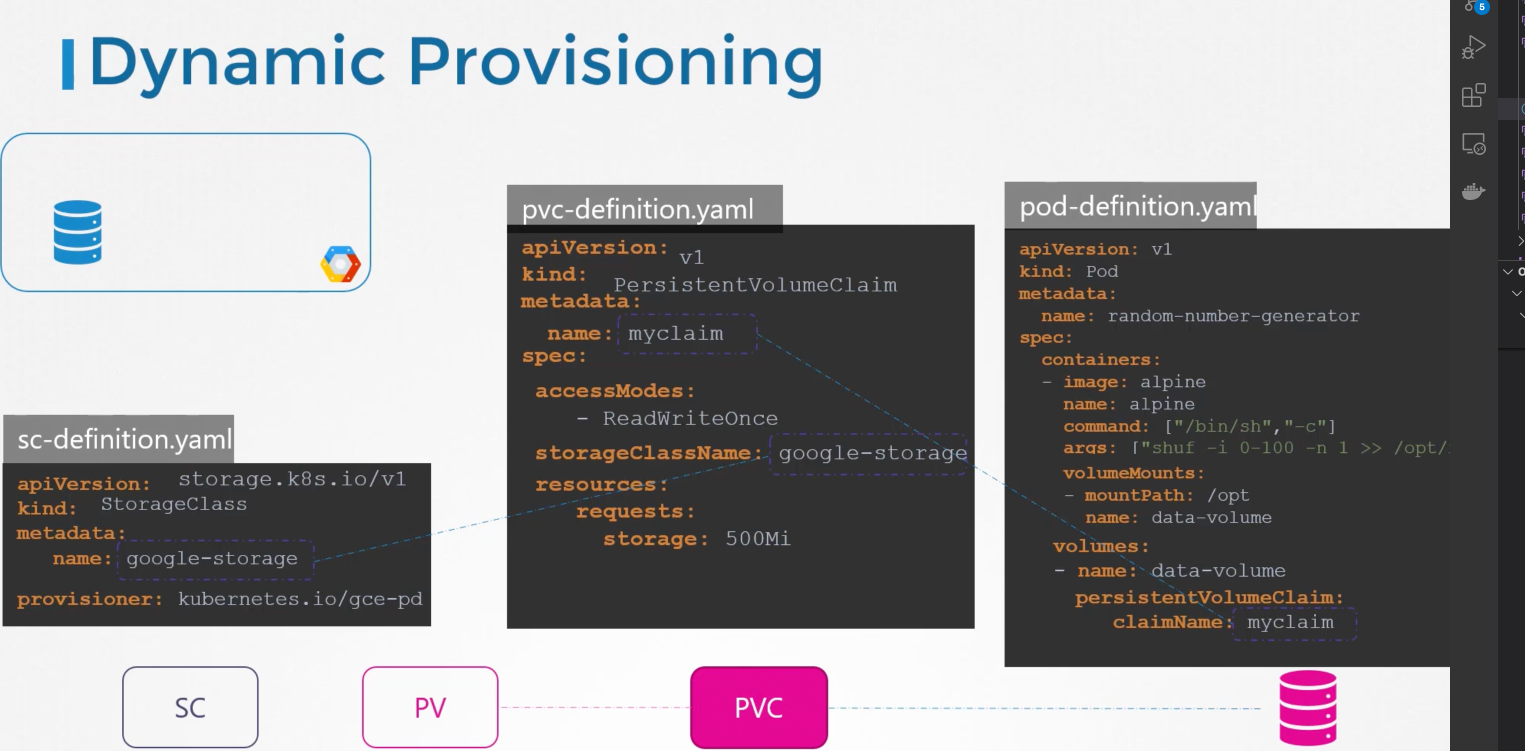 Dynamic Provisioning
sc-definition.yaml
apiVersion: storage.k8s.io/v1
kind: StorageClass
metadata:
name: google-storage
provisioner: kubernetes.io/gce-pd
pvc-definition.yaml
apiVersion: v1
kind: PersistentVolumeClaim
metadata:
name: myclaim
spec:
accessModes:
- ReadWriteOnce
storageClassName: google-storage
resources:
requests:
storage: 500Mi
pod-definition.yaml
apiVersion: v1
kind: Pod
metadata:
name: random-number-generator
spec:
containers:
- image: alpine
name: alpine
command: ["/bin/sh","-c"]
args: ["shuf -i 0-100 -n 1 >> /opt/
volumeMounts:
- mountPath: /opt
name: data-volume
volumes:
- name: data-volume
persistentVolumeClaim:
claimName: myclaim
SC
PV
PVC
5